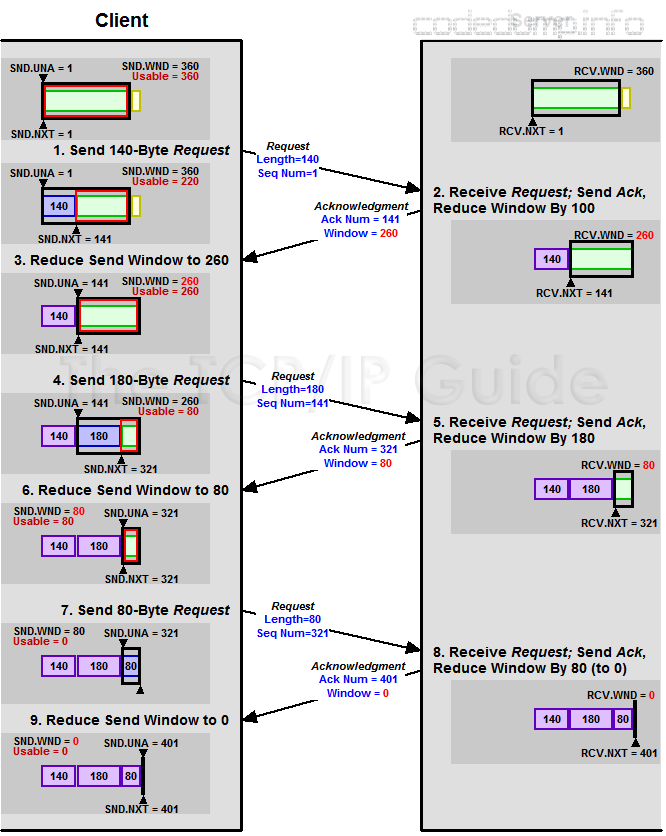 Client
Server
codedump.info
SND.UNA = 1
SND.WND = 360
Usable = 360
SND.NXT = 1
RCV.WND = 360
RCV.NXT = 1
1. Send 140-Byte Request
Request
Length=140
Seq Num=1
SND.UNA = 1
SND.WND = 360
Usable = 220
140
SND.NXT = 141
2. Receive Request; Send Ack,
Reduce Window By 100
Acknowledgment
Ack Num = 141
Window = 260
RCV.WND = 260
140
RCV.NXT = 141
3. Reduce Send Window to 260
SND.UNA = 141
SND.WND = 260
Usable = 260
140
SND.NXT = 141
The TCP/IP Guide
4. Send 180-Byte Request
Request
Length=180
Seq Num=141
SND.UNA = 141
SND.WND = 260
Usable = 80
140
180
SND.NXT = 321
5. Receive Request; Send Ack,
Reduce Window By 180
Acknowledgment
Ack Num = 321
Window = 80
RCV.WND = 80
140
180
RCV.NXT = 321
6. Reduce Send Window to 80
SND.WND = 80
Usable = 80
SND.UNA = 321
140
180
SND.NXT = 321
7. Send 80-Byte Request
Request
Length=80
Seq Num=321
SND.WND = 80
Usable = 0
SND.UNA = 321
140
180
80
8. Receive Request; Send Ack,
Reduce Window By 80 (to 0)
Acknowledgment
Ack Num = 401
Window = 0
RCV.WND = 0
140
180
80
RCV.NXT = 401
9. Reduce Send Window to 0
SND.WND = 0
Usable = 0
SND.UNA = 401
140
180
80
SND.NXT = 401